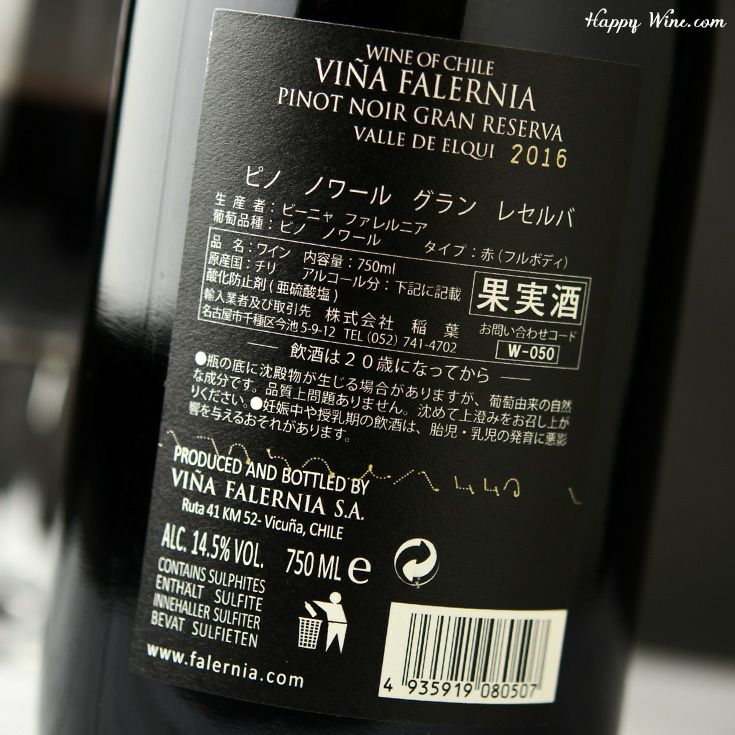 Happy Wine.com
WINE OF CHILE
VIÑA FALERNIA
PINOT NOIR GRAN RESERVA
VALLE DE ELQUI 2016
ピノ ノワール グラン レセルバ
生産者：ビーニャ ファレルニア
葡萄品種：ピノ ノワール タイプ：赤（フルボディ）
品名：ワイン 内容量：750ml
原産国：チリ アルコール分：下記に記載
酸化防止剤（亜硫酸塩）
輸入業者及び取引先 株式会社 稲葉
名古屋市千種区今池5-9-12 TEL (052) 741-4702
果実酒
お問い合わせコード
W-050
飲酒は２０歳になってから
●瓶の底に沈殿物が生じる場合がありますが、葡萄由来の自然
な成分です。品質上問題ありません。沈めて上澄みをお召し上が
りください。●妊娠中や授乳期の飲酒は、胎児・乳児の発育に悪影
響を与えるおそれがあります。
PRODUCED AND BOTTLED BY
VIÑA FALERNIA S.A.
Ruta 41 KM 52- Vicuña, CHILE
ALC. 14.5% VOL. 750 ML e
CONTAINS SULPHITES
ENTHÄLT SULFITE
INNEHALLER SULFITER
BEVAT SULFIETEN
www.falernia.com
4 935919 080507